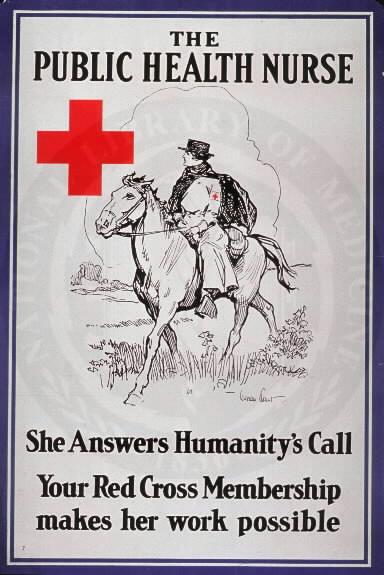 THE
PUBLIC HEALTH NURSE
She Answers Humanity's Call
Your Red Cross Membership
makes her work possible